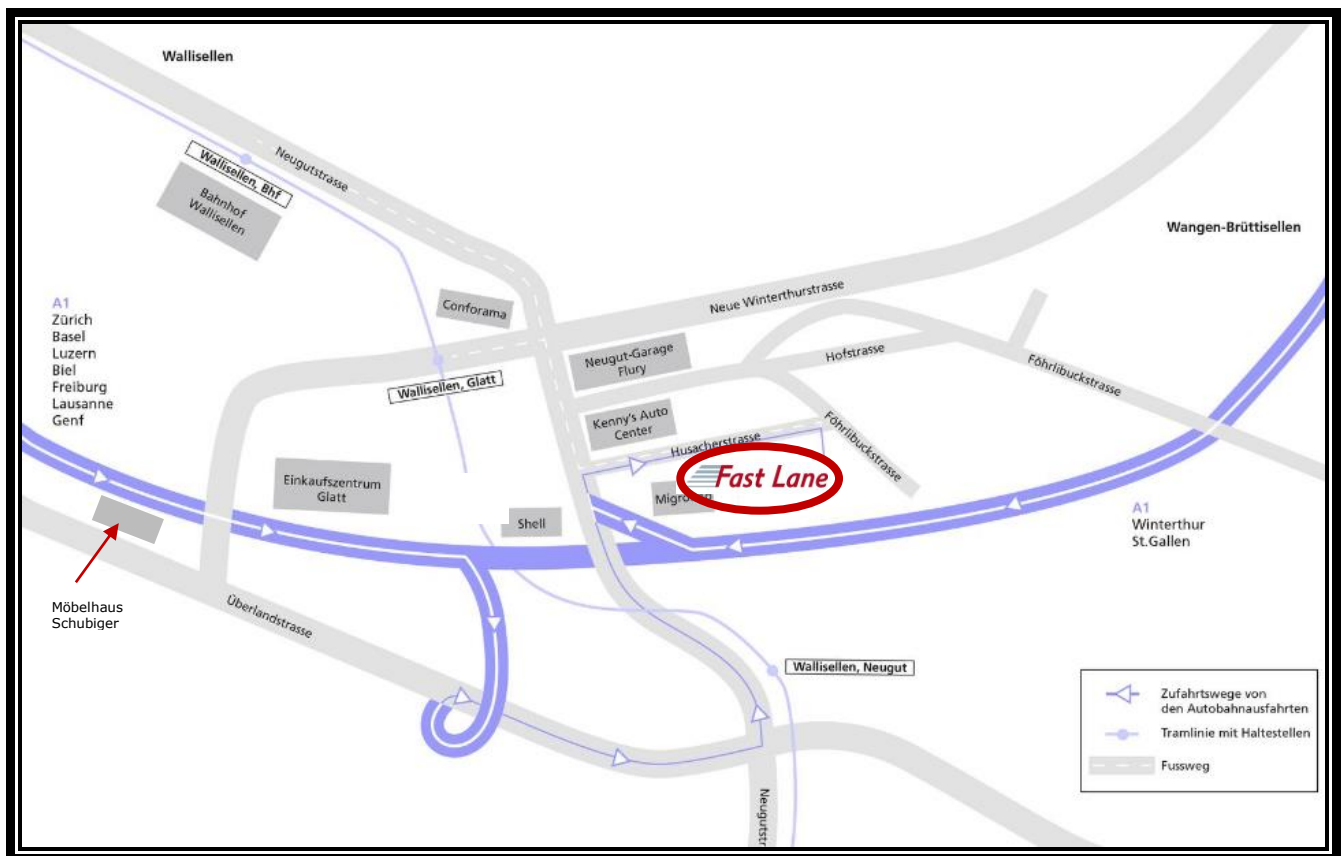 Wallisellen
Neugutstrasse
Wallisellen, Bhf
Bahnhof
Wallisellen
Wangen-Brüttisellen
A1
Zürich
Basel
Luzern
Biel
Freiburg
Lausanne
Genf
Conforama
Neue Winterthurstrasse
Neugut-Garage
Flury
Hofstrasse
Föhrlibuckstrasse
Wallisellen, Glatt
Kenny's Auto
Center
Husacherstrasse
Föhrlibuckstrasse
Fast Lane
Einkaufszentrum
Glatt
Shell
A1
Winterthur
St.Gallen
Möbelhaus
Schubiger
Überlandstrasse
Wallisellen, Neugut
Zufahrtswege von
den Autobahnausfahrten
Tramlinie mit Haltestellen
Fussweg